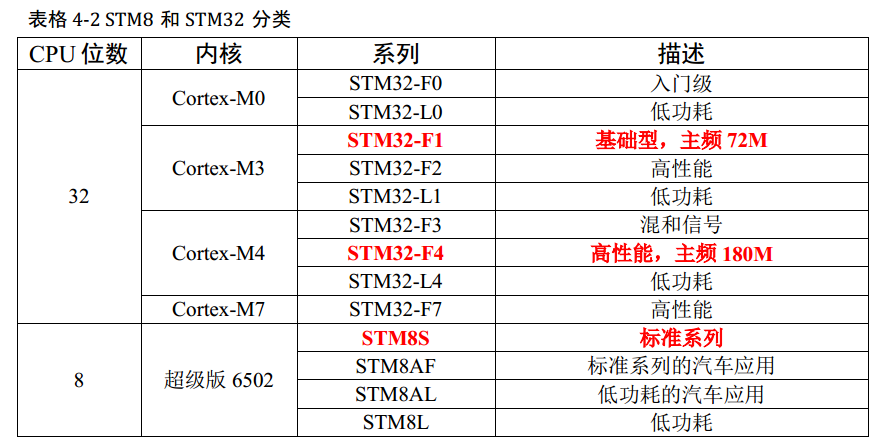 表格 4-2 STM8 和 STM32 分类
CPU 位数 内核 系列 描述
32 Cortex-M0 STM32-F0 入门级
STM32-L0 低功耗
Cortex-M3 STM32-F1 基础型，主频 72M
STM32-F2 高性能
STM32-L1 低功耗
Cortex-M4 STM32-F3 混和信号
STM32-F4 高性能，主频 180M
STM32-L4 低功耗
Cortex-M7 STM32-F7 高性能
8 超级版 6502 STM8S 标准系列
STM8AF 标准系列的汽车应用
STM8AL 低功耗的汽车应用
STM8L 低功耗